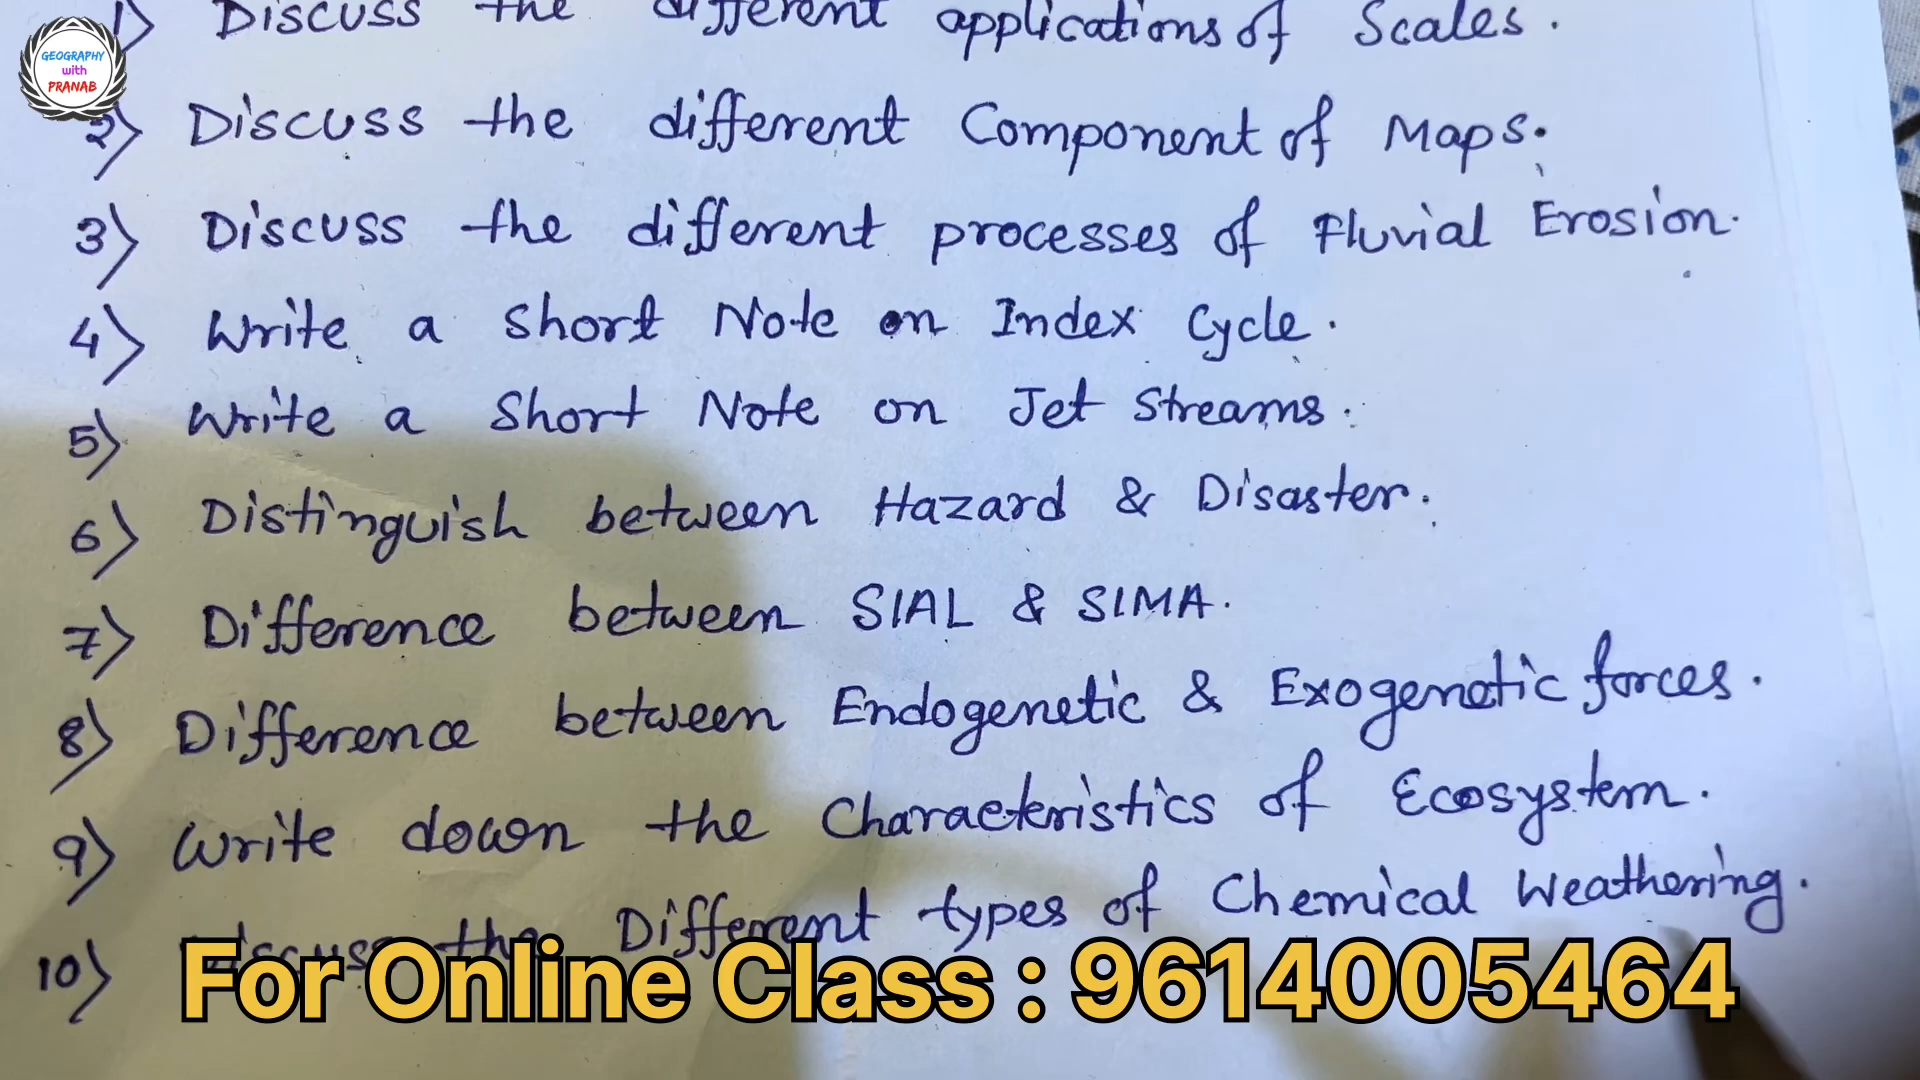 GEOGRAPHY
with
PRANAB
1) Discuss the different applications of Scales.
2) Discuss the different Component of Maps.
3) Discuss the different processes of Fluvial Erosion.
4) Write a short Note on Index Cycle.
5) Write a Short Note on Jet Streams.
6) Distinguish between Hazard & Disaster.
7) Difference between SIAL & SIMA.
8) Difference between Endogenetic & Exogenetic forces.
9) Write down the Characteristics of Ecosystem.
10) Discuss the Different types of Chemical Weathering.
For Online Class : 9614005464